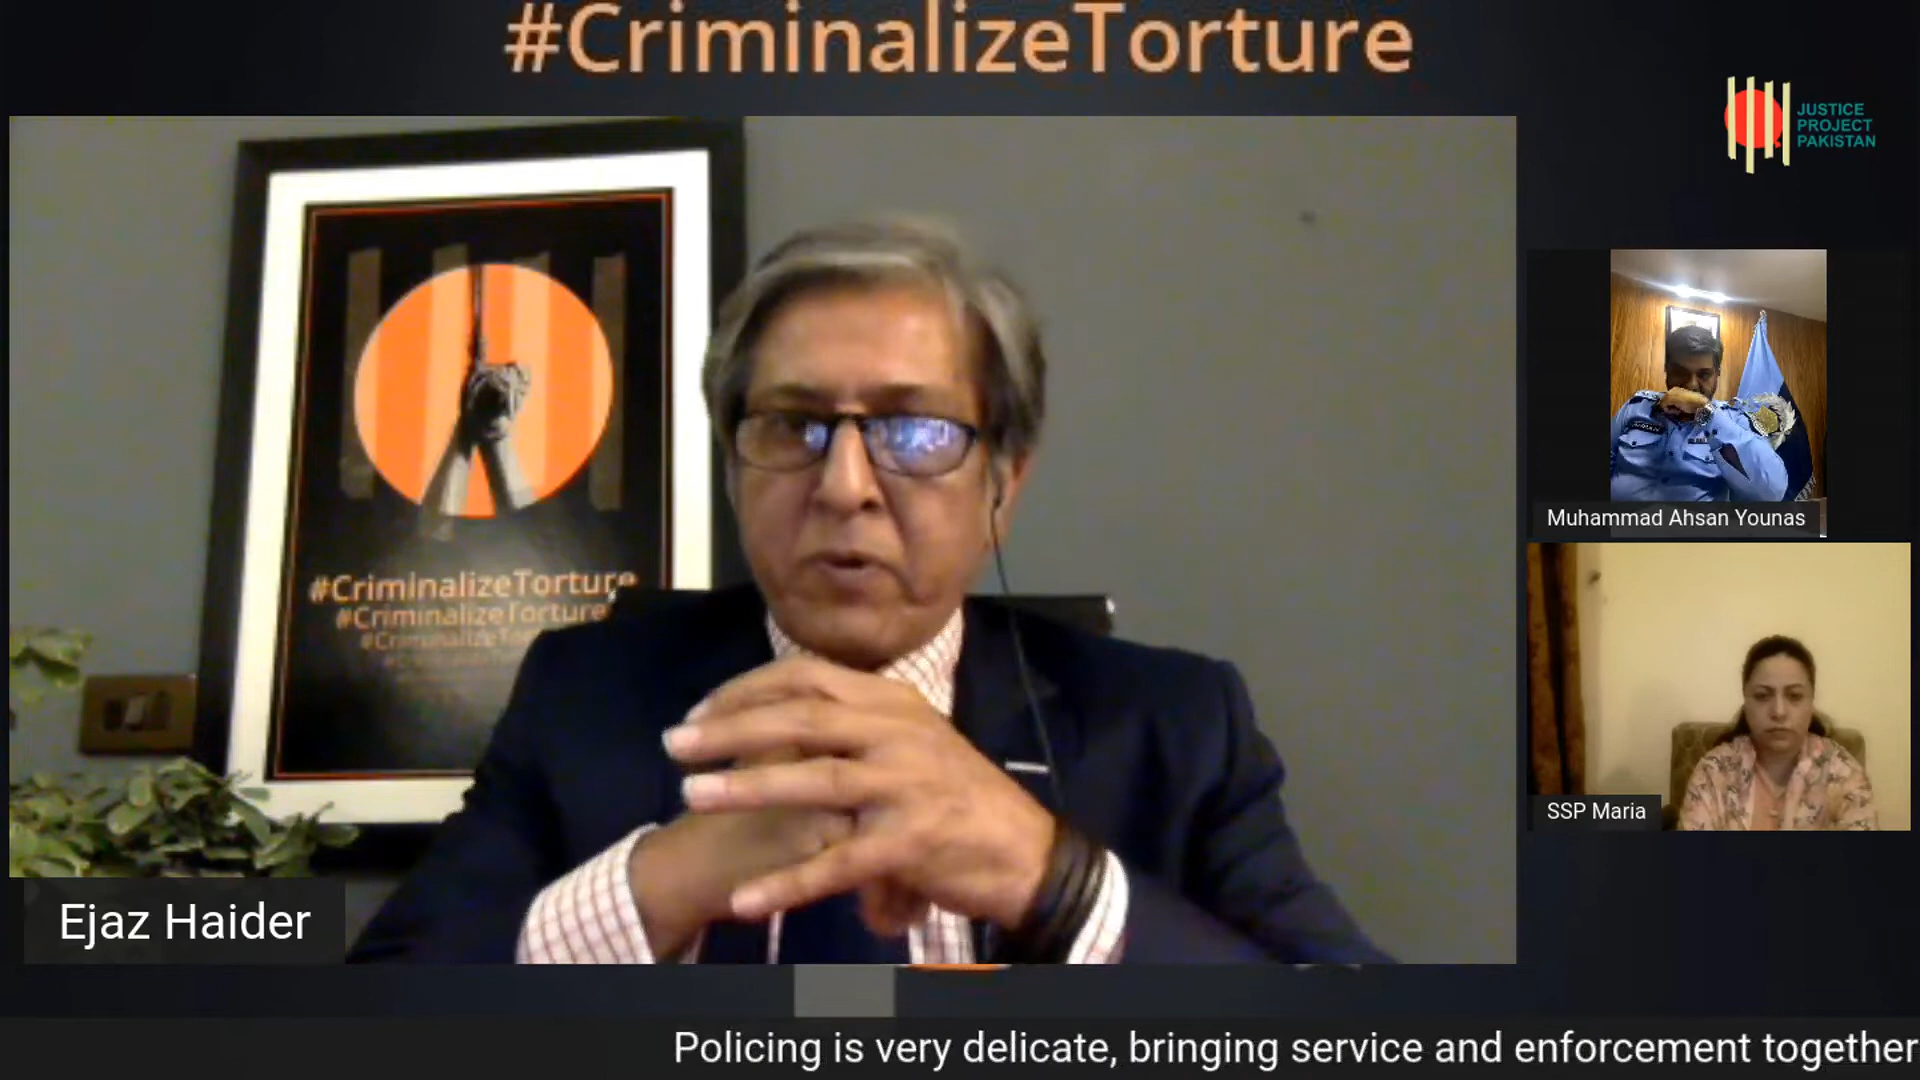 #CriminalizeTorture
JUSTICE
PROJECT
PAKISTAN
#CriminalizeTorture
#CriminalizeTorture
Muhammad Ahsan Younas
SSP Maria
Ejaz Haider
Policing is very delicate, bringing service and enforcement together